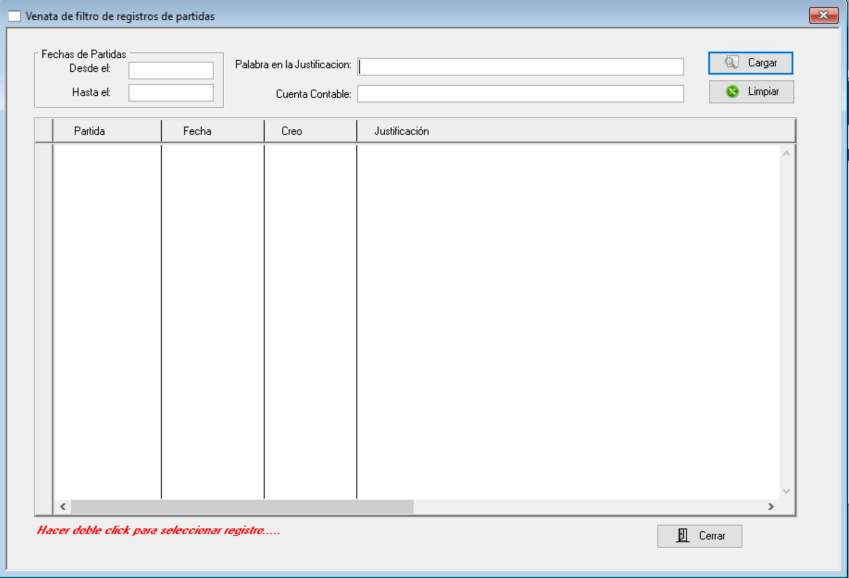 Venata de filtro de registros de partidas
Fechas de Partidas
Desde el:
Hasta el:
Palabra en la Justificacion:
Cuenta Contable:
Cargar
Limpiar
Partida Fecha Creo Justificación
Hacer doble click para seleccionar registro.....
Cerrar